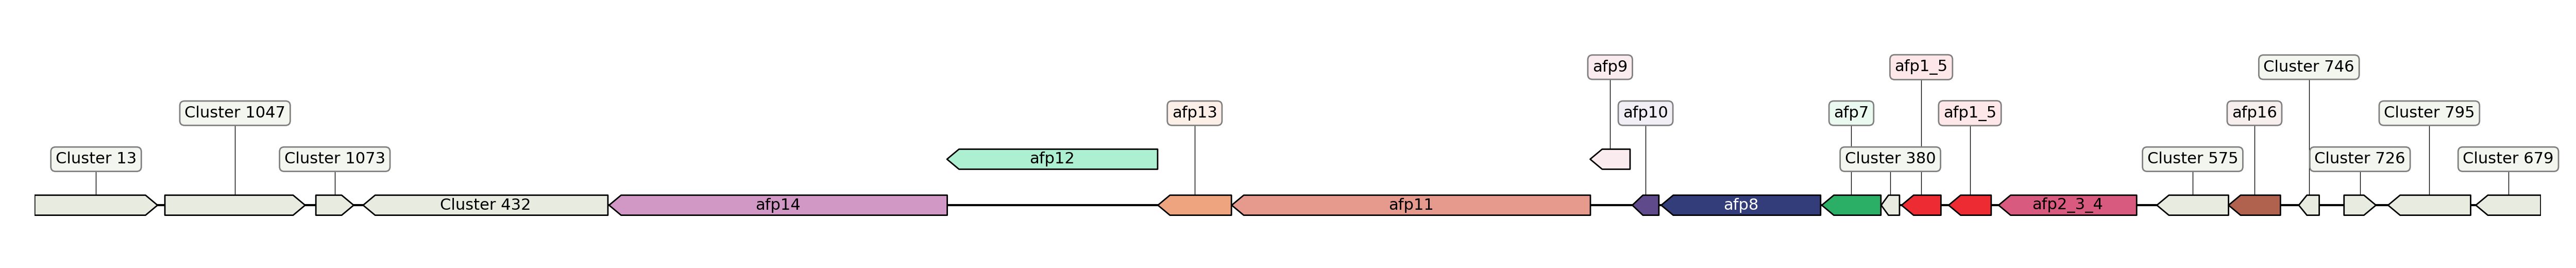 afp9
afp1_5
Cluster 746
Cluster 1047
afp13
afp10
afp7
afp1_5
afp16
Cluster 795
Cluster 13
Cluster 1073
afp12
Cluster 380
Cluster 575
Cluster 726
Cluster 679
Cluster 432
afp14
afp11
afp8
afp2_3_4